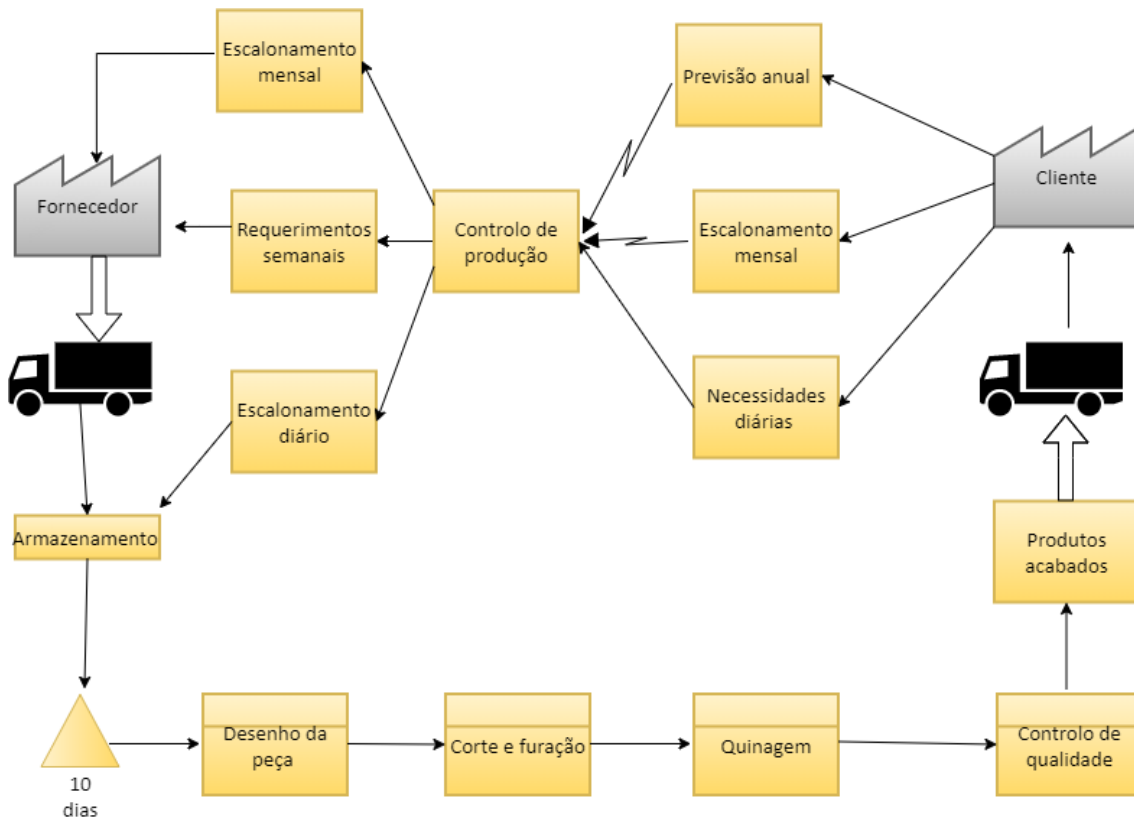 Escalonamento
mensal
Previsão anual
Cliente
Fornecedor
Requerimentos
semanais
Controlo de
produção
Escalonamento
mensal
Escalonamento
diário
Necessidades
diárias
Armazenamento
Produtos
acabados
Desenho da
peça
Corte e furação
Quinagem
Controlo de
qualidade
10
dias